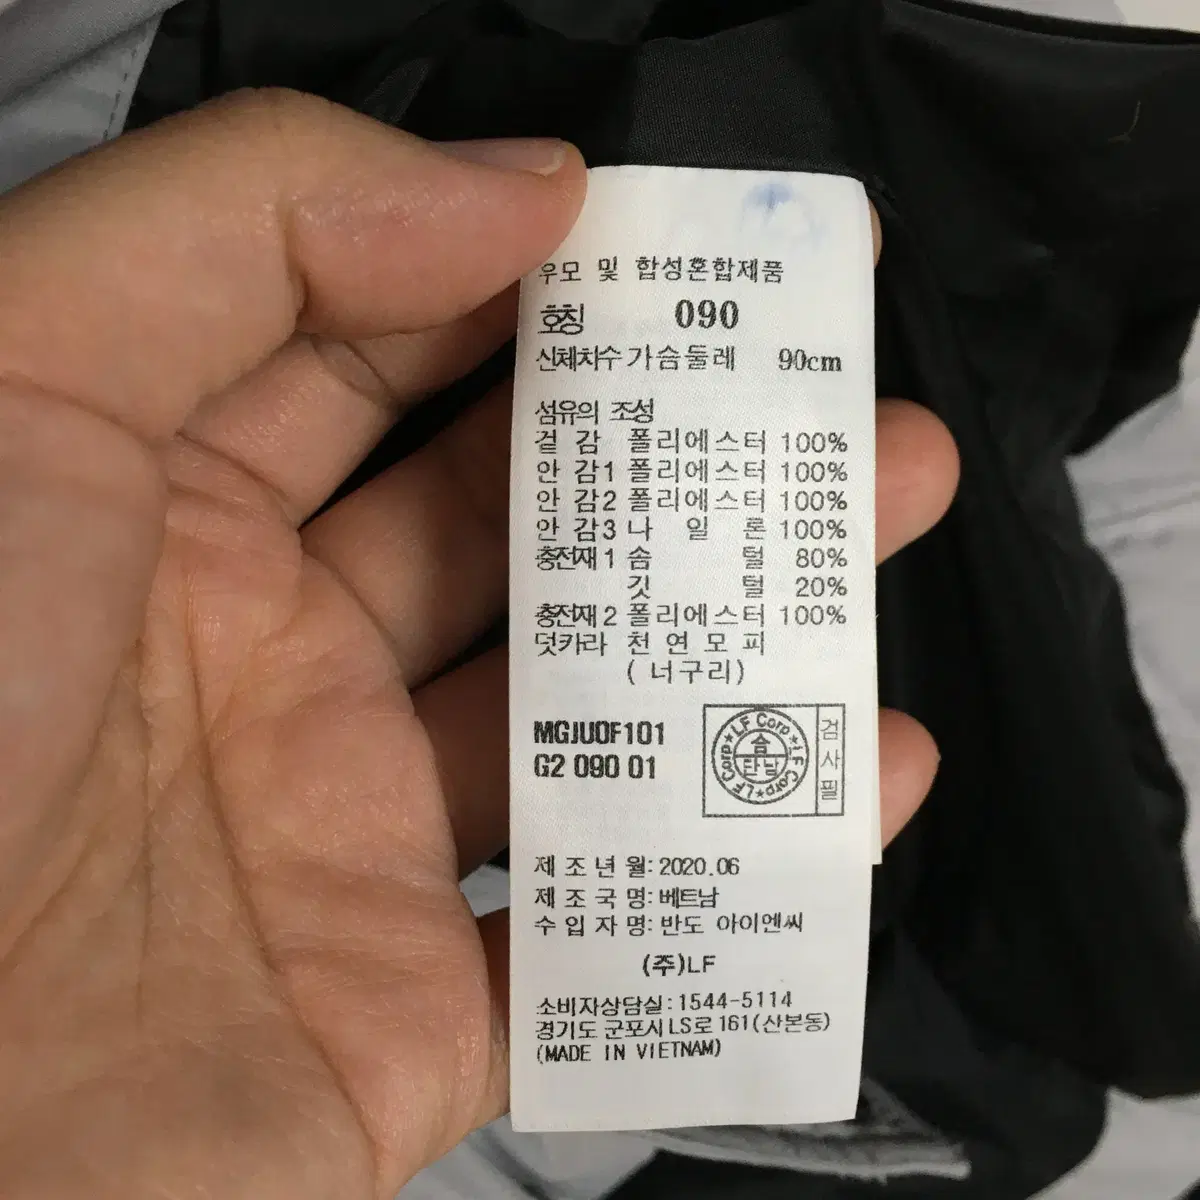 우모 및 합성혼합제품
호칭 090
신체치수 가슴둘레 90cm
섬유의 조성
겉 감 폴리에스터 100%
안 감1 폴리에스터 100%
안 감2 폴리에스터 100%
안 감3 나 일 론 100%
충전재 1 솜 털 80%
깃 털 20%
충전재 2 폴리에스터 100%
덧카라 천 연 모 피
( 너구리)
MGJU0F101
G2 090 01
LF Corp★LF Corp★LF Corp★
솜
탄남
검사필
제 조 년 월: 2020.06
제 조 국 명: 베트남
수 입 자 명: 반도 아이엔씨
(주)LF
소비자상담실:1544-5114
경기도 군포시 LS로 161(산본동)
(MADE IN VIETNAM)